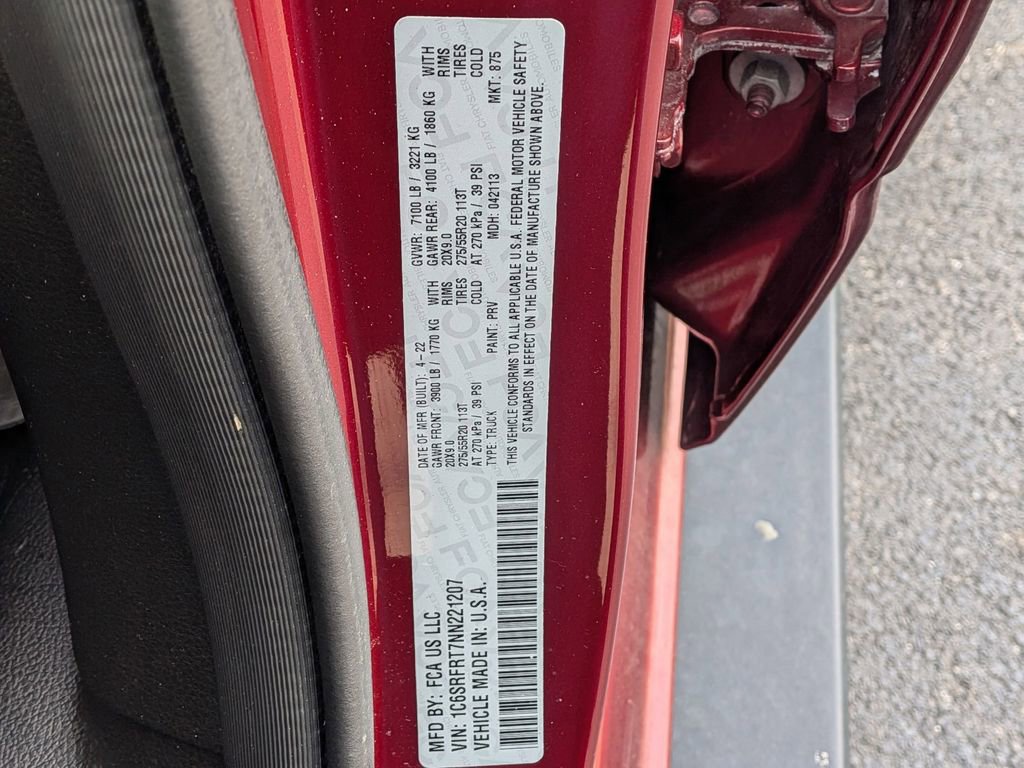 MFD BY: FCA US LLC
VIN: 1C6SRFRT7NN221207
VEHICLE MADE IN: U.S.A.
DATE OF MFR (BUILT): 4-22 GVWR: 7100 LB / 3221 KG
GAWR FRONT: 3900 LB / 1770 KG WITH GAWR REAR: 4100 LB / 1860 KG WITH
20X9.0 RIMS 20X9.0 RIMS
275/55R20 113T TIRES 275/55R20 113T TIRES
AT 270 kPa / 39 PSI COLD AT 270 kPa / 39 PSI COLD
TYPE: TRUCK PAINT: PRV MDH: 042113 MKT: 875
THIS VEHICLE CONFORMS TO ALL APPLICABLE U.S.A. FEDERAL MOTOR VEHICLE SAFETY
STANDARDS IN EFFECT ON THE DATE OF MANUFACTURE SHOWN ABOVE.